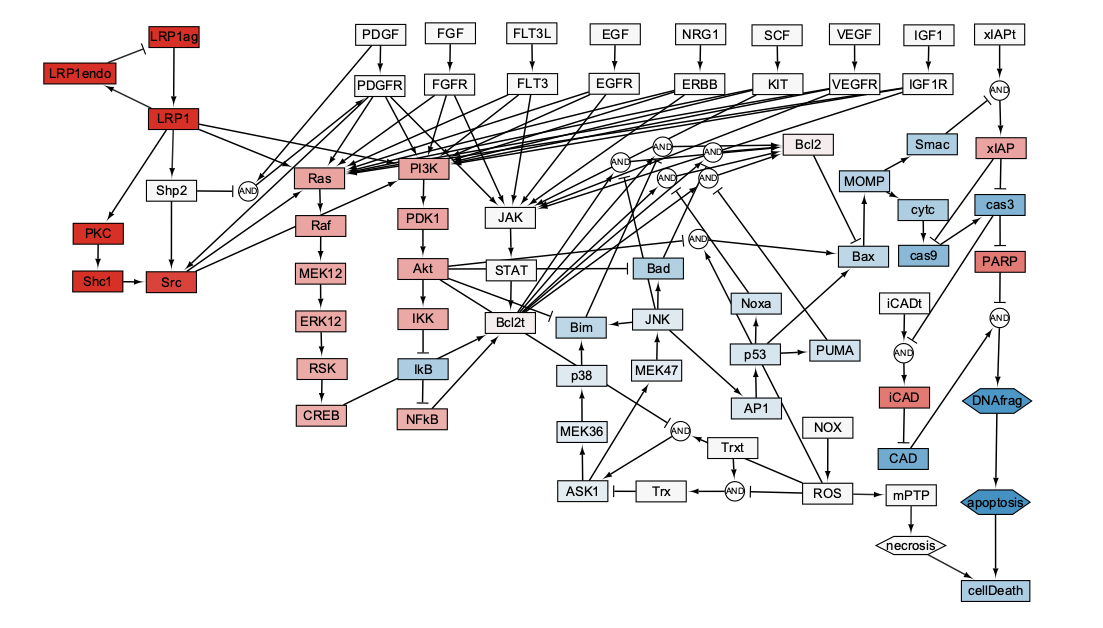 LRP1ag
PDGF
FGF
FLT3L
EGF
NRG1
SCF
VEGF
IGF1
xIAPt
LRP1endo
PDGFR
FGFR
FLT3
EGFR
ERBB
KIT
VEGFR
IGF1R
AND
LRP1
Smac
Bcl2
xIAP
AND
AND
AND
PI3K
Ras
AND
AND
MOMP
Shp2
AND
cas3
cytc
PDK1
JAK
Raf
PKC
AND
Bax
cas9
PARP
Akt
STAT
Bad
MEK12
Shc1
Src
Noxa
iCADt
IKK
ERK12
Bcl2t
Bim
JNK
AND
p53
PUMA
AND
RSK
IkB
p38
MEK47
iCAD
DNAfrag
AP1
CREB
NFkB
MEK36
AND
NOX
Trxt
CAD
ASK1
Trx
AND
ROS
mPTP
apoptosis
necrosis
cellDeath